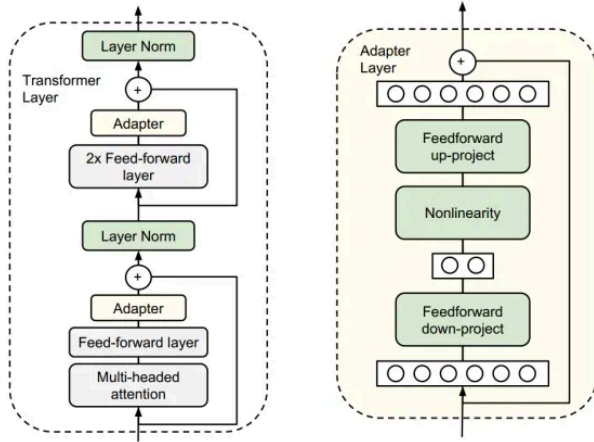 Layer Norm
Transformer
Layer
+
Adapter
2x Feed-forward
layer
Layer Norm
+
Adapter
Feed-forward layer
Multi-headed
attention
Adapter
Layer
+
Feedforward
up-project
Nonlinearity
Feedforward
down-project